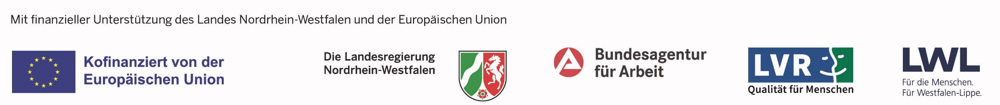 Mit finanzieller Unterstützung des Landes Nordrhein-Westfalen und der Europäischen Union
Kofinanziert von der
Europäischen Union
Die Landesregierung
Nordrhein-Westfalen
Bundesagentur
für Arbeit
LVR
Qualität für Menschen
LWL
Für die Menschen.
Für Westfalen-Lippe.